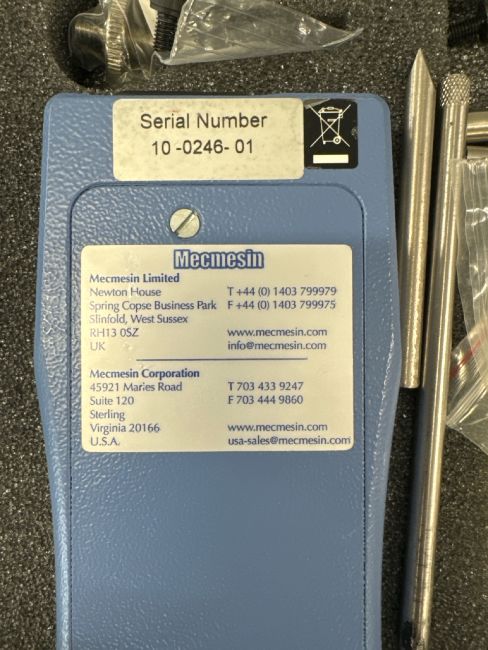 Serial Number
10 -0246- 01
Mecmesin
Mecmesin Limited
Newton House T +44 (0) 1403 799979
Spring Copse Business Park F +44 (0) 1403 799975
Slinfold, West Sussex
RH13 0SZ www.mecmesin.com
UK info@mecmesin.com
Mecmesin Corporation
45921 Maries Road T 703 433 9247
Suite 120 F 703 444 9860
Sterling
Virginia 20166 www.mecmesin.com
U.S.A. usa-sales@mecmesin.com